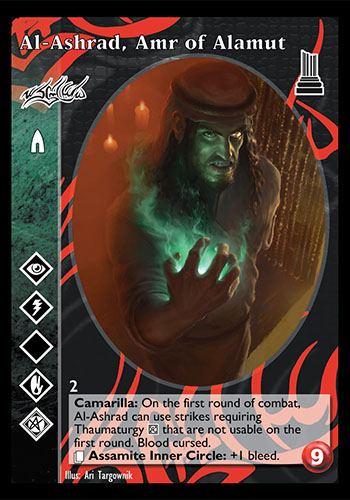 Al-Ashrad, Amr of Alamut
2
Camarilla: On the first round of combat,
Al-Ashrad can use strikes requiring
Thaumaturgy that are not usable on the
first round. Blood cursed.
Assamite Inner Circle: +1 bleed.
9
Illus: Ari Targownik